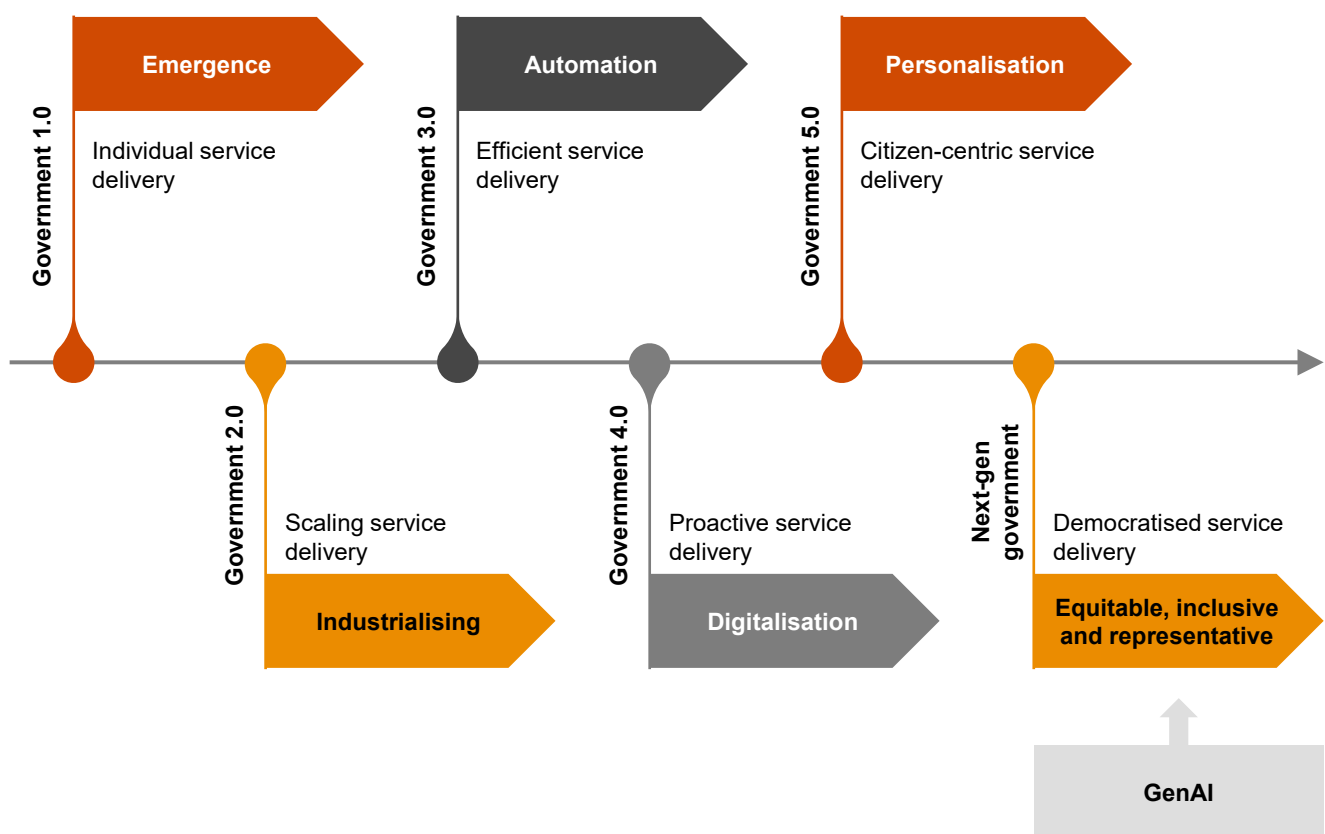 Government 1.0
Emergence
Individual service
delivery
Government 2.0
Scaling service
delivery
Industrialising
Government 3.0
Automation
Efficient service
delivery
Government 4.0
Proactive service
delivery
Digitalisation
Government 5.0
Personalisation
Citizen-centric service
delivery
Next-gen
government
Democratised service
delivery
Equitable, inclusive
and representative
GenAI